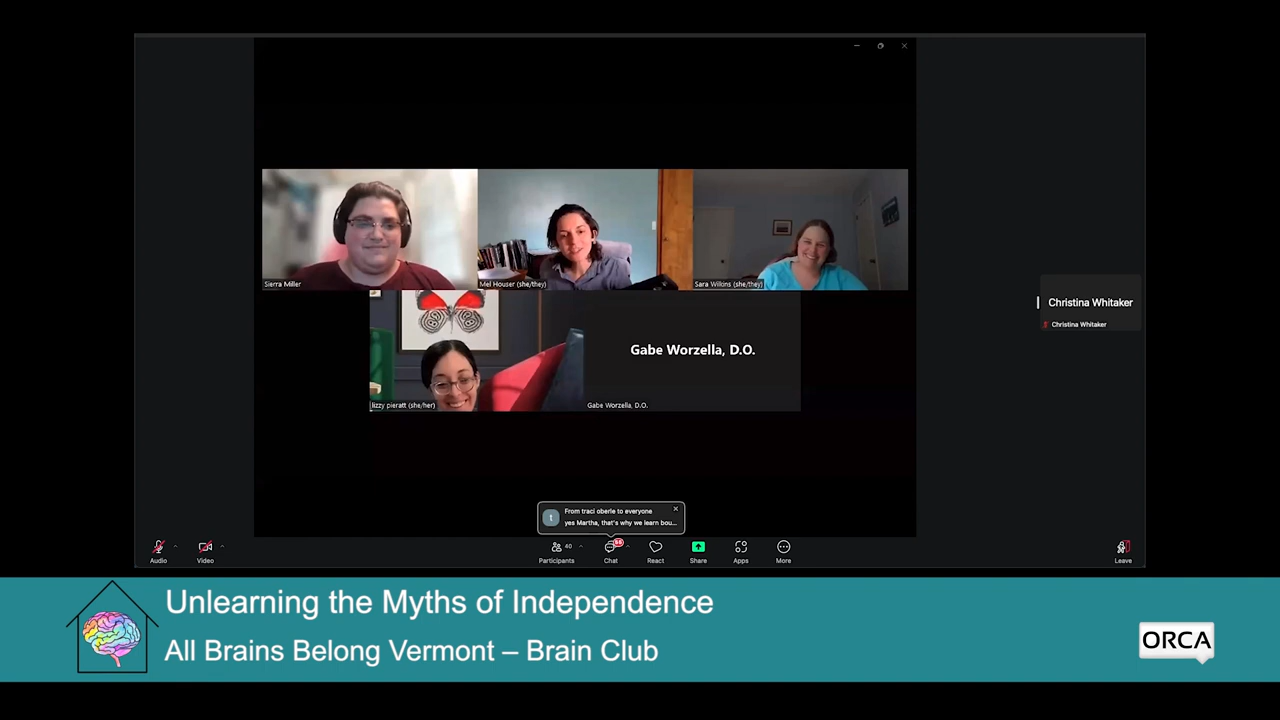 Sierra Miller
Mel Houser (she/they)
Sara Wilkins (she/they)
Christina Whitaker
Christina Whitaker
Gabe Worzella, D.O.
lizzy pieratt (she/her)
Gabe Worzella, D.O.
t
From traci oberle to everyone
yes Martha, that's why we learn bou...
40
58
Audio
Video
Participants
Chat
React
Share
Apps
More
Leave
Unlearning the Myths of Independence
All Brains Belong Vermont – Brain Club
ORCA